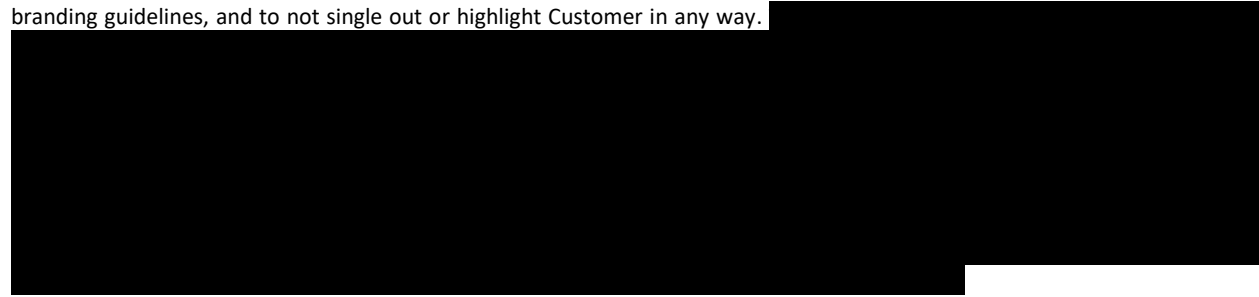 branding guidelines, and to not single out or highlight Customer in any way.